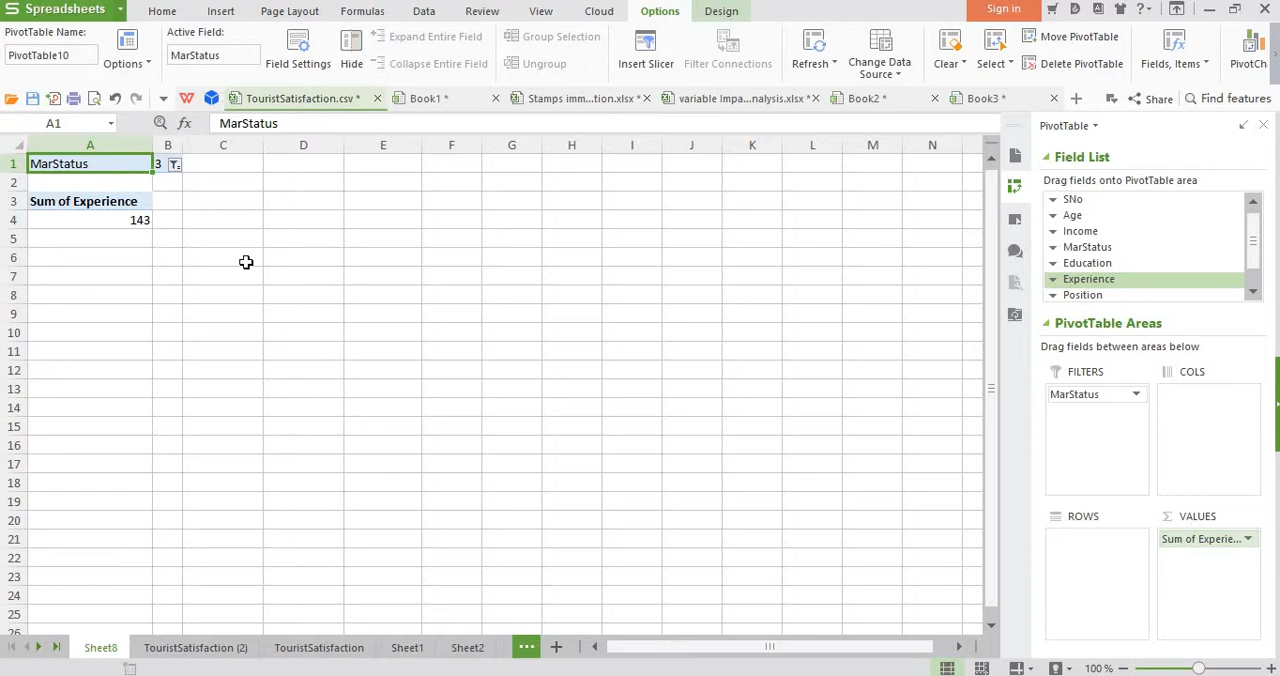 Spreadsheets
Home Insert Page Layout Formulas Data Review View Cloud Options Design Sign in
PivotTable Name: Active Field: Expand Entire Field Group Selection Move PivotTable
PivotTable10 Options MarStatus Field Settings Hide Collapse Entire Field Ungroup Insert Slicer Filter Connections Refresh Change Data Source Clear Select Delete PivotTable Fields, Items PivotCh
TouristSatisfaction.csv * Book1 * Stamps imm...tion.xlsx * variable Impa...nalysis.xlsx * Book2 * Book3 * Share Find features
A1 fx MarStatus
A B C D E F G H I J K L M N
1 MarStatus 3
2
3 Sum of Experience
4 143
5
6
7
8
9
10
11
12
13
14
15
16
17
18
19
20
21
22
23
24
25
26
PivotTable
Field List
Drag fields onto PivotTable area
SNo
Age
Income
MarStatus
Education
Experience
Position
PivotTable Areas
Drag fields between areas below
FILTERS COLS
MarStatus
ROWS Σ VALUES
Sum of Experie...
Sheet8 TouristSatisfaction (2) TouristSatisfaction Sheet1 Sheet2 ... +
100 % − +